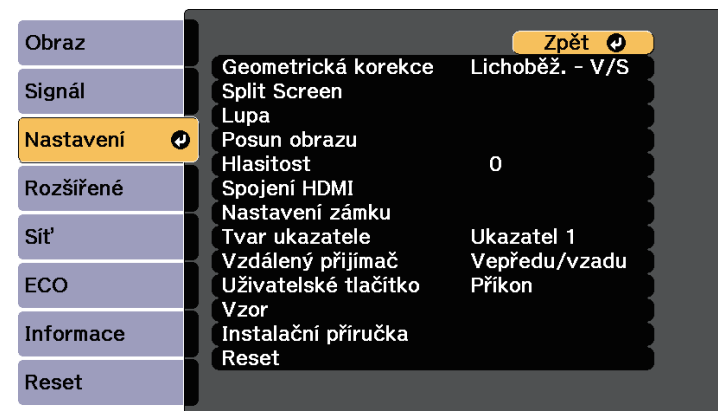 Obraz
Signál
Nastavení
Rozšířené
Síť
ECO
Informace
Reset
Zpět
Geometrická korekce Lichoběž. - V/S
Split Screen
Lupa
Posun obrazu
Hlasitost 0
Spojení HDMI
Nastavení zámku
Tvar ukazatele Ukazatel 1
Vzdálený přijímač Vepředu/vzadu
Uživatelské tlačítko Příkon
Vzor
Instalační příručka
Reset